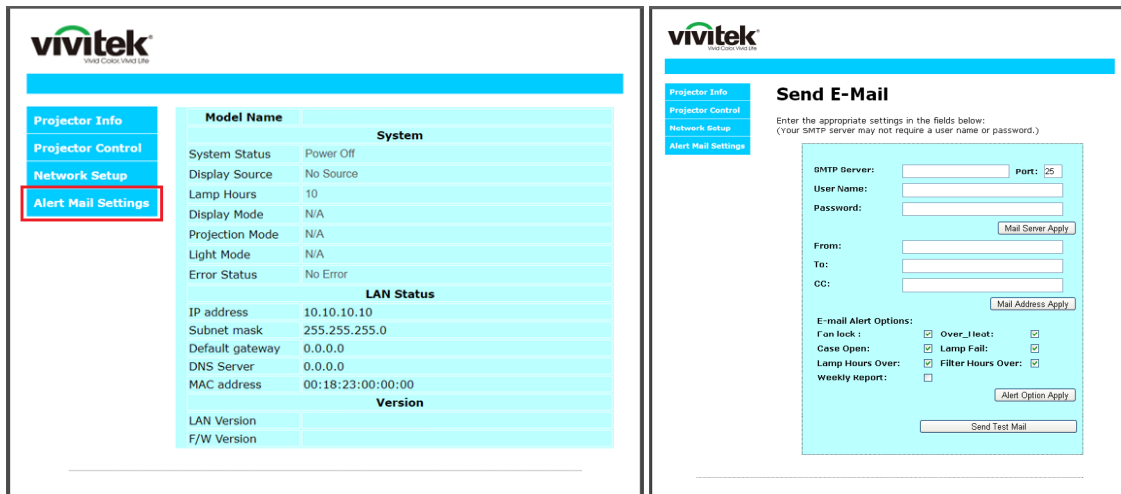 vivitek
Vivid Color, Vivid Life
Projector Info
Projector Control
Network Setup
Alert Mail Settings
Model Name
System
System Status Power Off
Display Source No Source
Lamp Hours 10
Display Mode N/A
Projection Mode N/A
Light Mode N/A
Error Status No Error
LAN Status
IP address 10.10.10.10
Subnet mask 255.255.255.0
Default gateway 0.0.0.0
DNS Server 0.0.0.0
MAC address 00:18:23:00:00:00
Version
LAN Version
F/W Version
vivitek
Vivid Color, Vivid Life
Projector Info
Projector Control
Network Setup
Alert Mail Settings
Send E-Mail
Enter the appropriate settings in the fields below:
(Your SMTP server may not require a user name or password.)
SMTP Server: Port: 25
User Name:
Password:
Mail Server Apply
From:
To:
CC:
Mail Address Apply
E-mail Alert Options:
Fan lock : Over_Heat:
Case Open: Lamp Fail:
Lamp Hours Over: Filter Hours Over:
Weekly Report:
Alert Option Apply
Send Test Mail